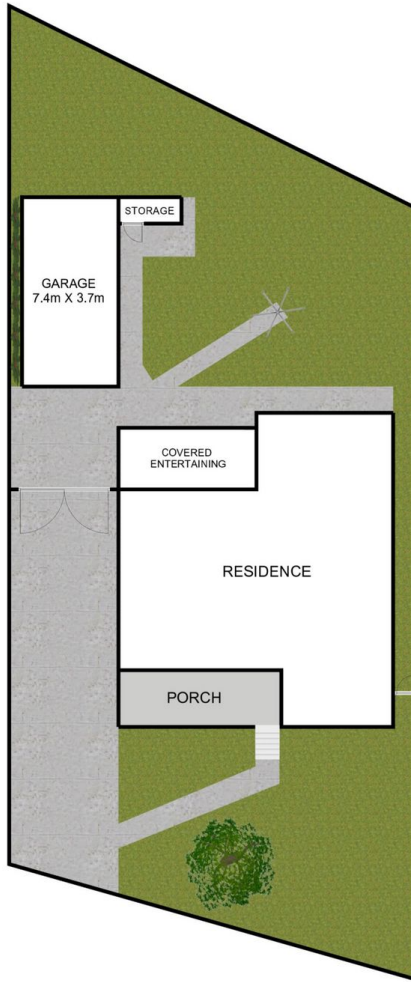 STORAGE
GARAGE
7.4m X 3.7m
COVERED
ENTERTAINING
RESIDENCE
PORCH